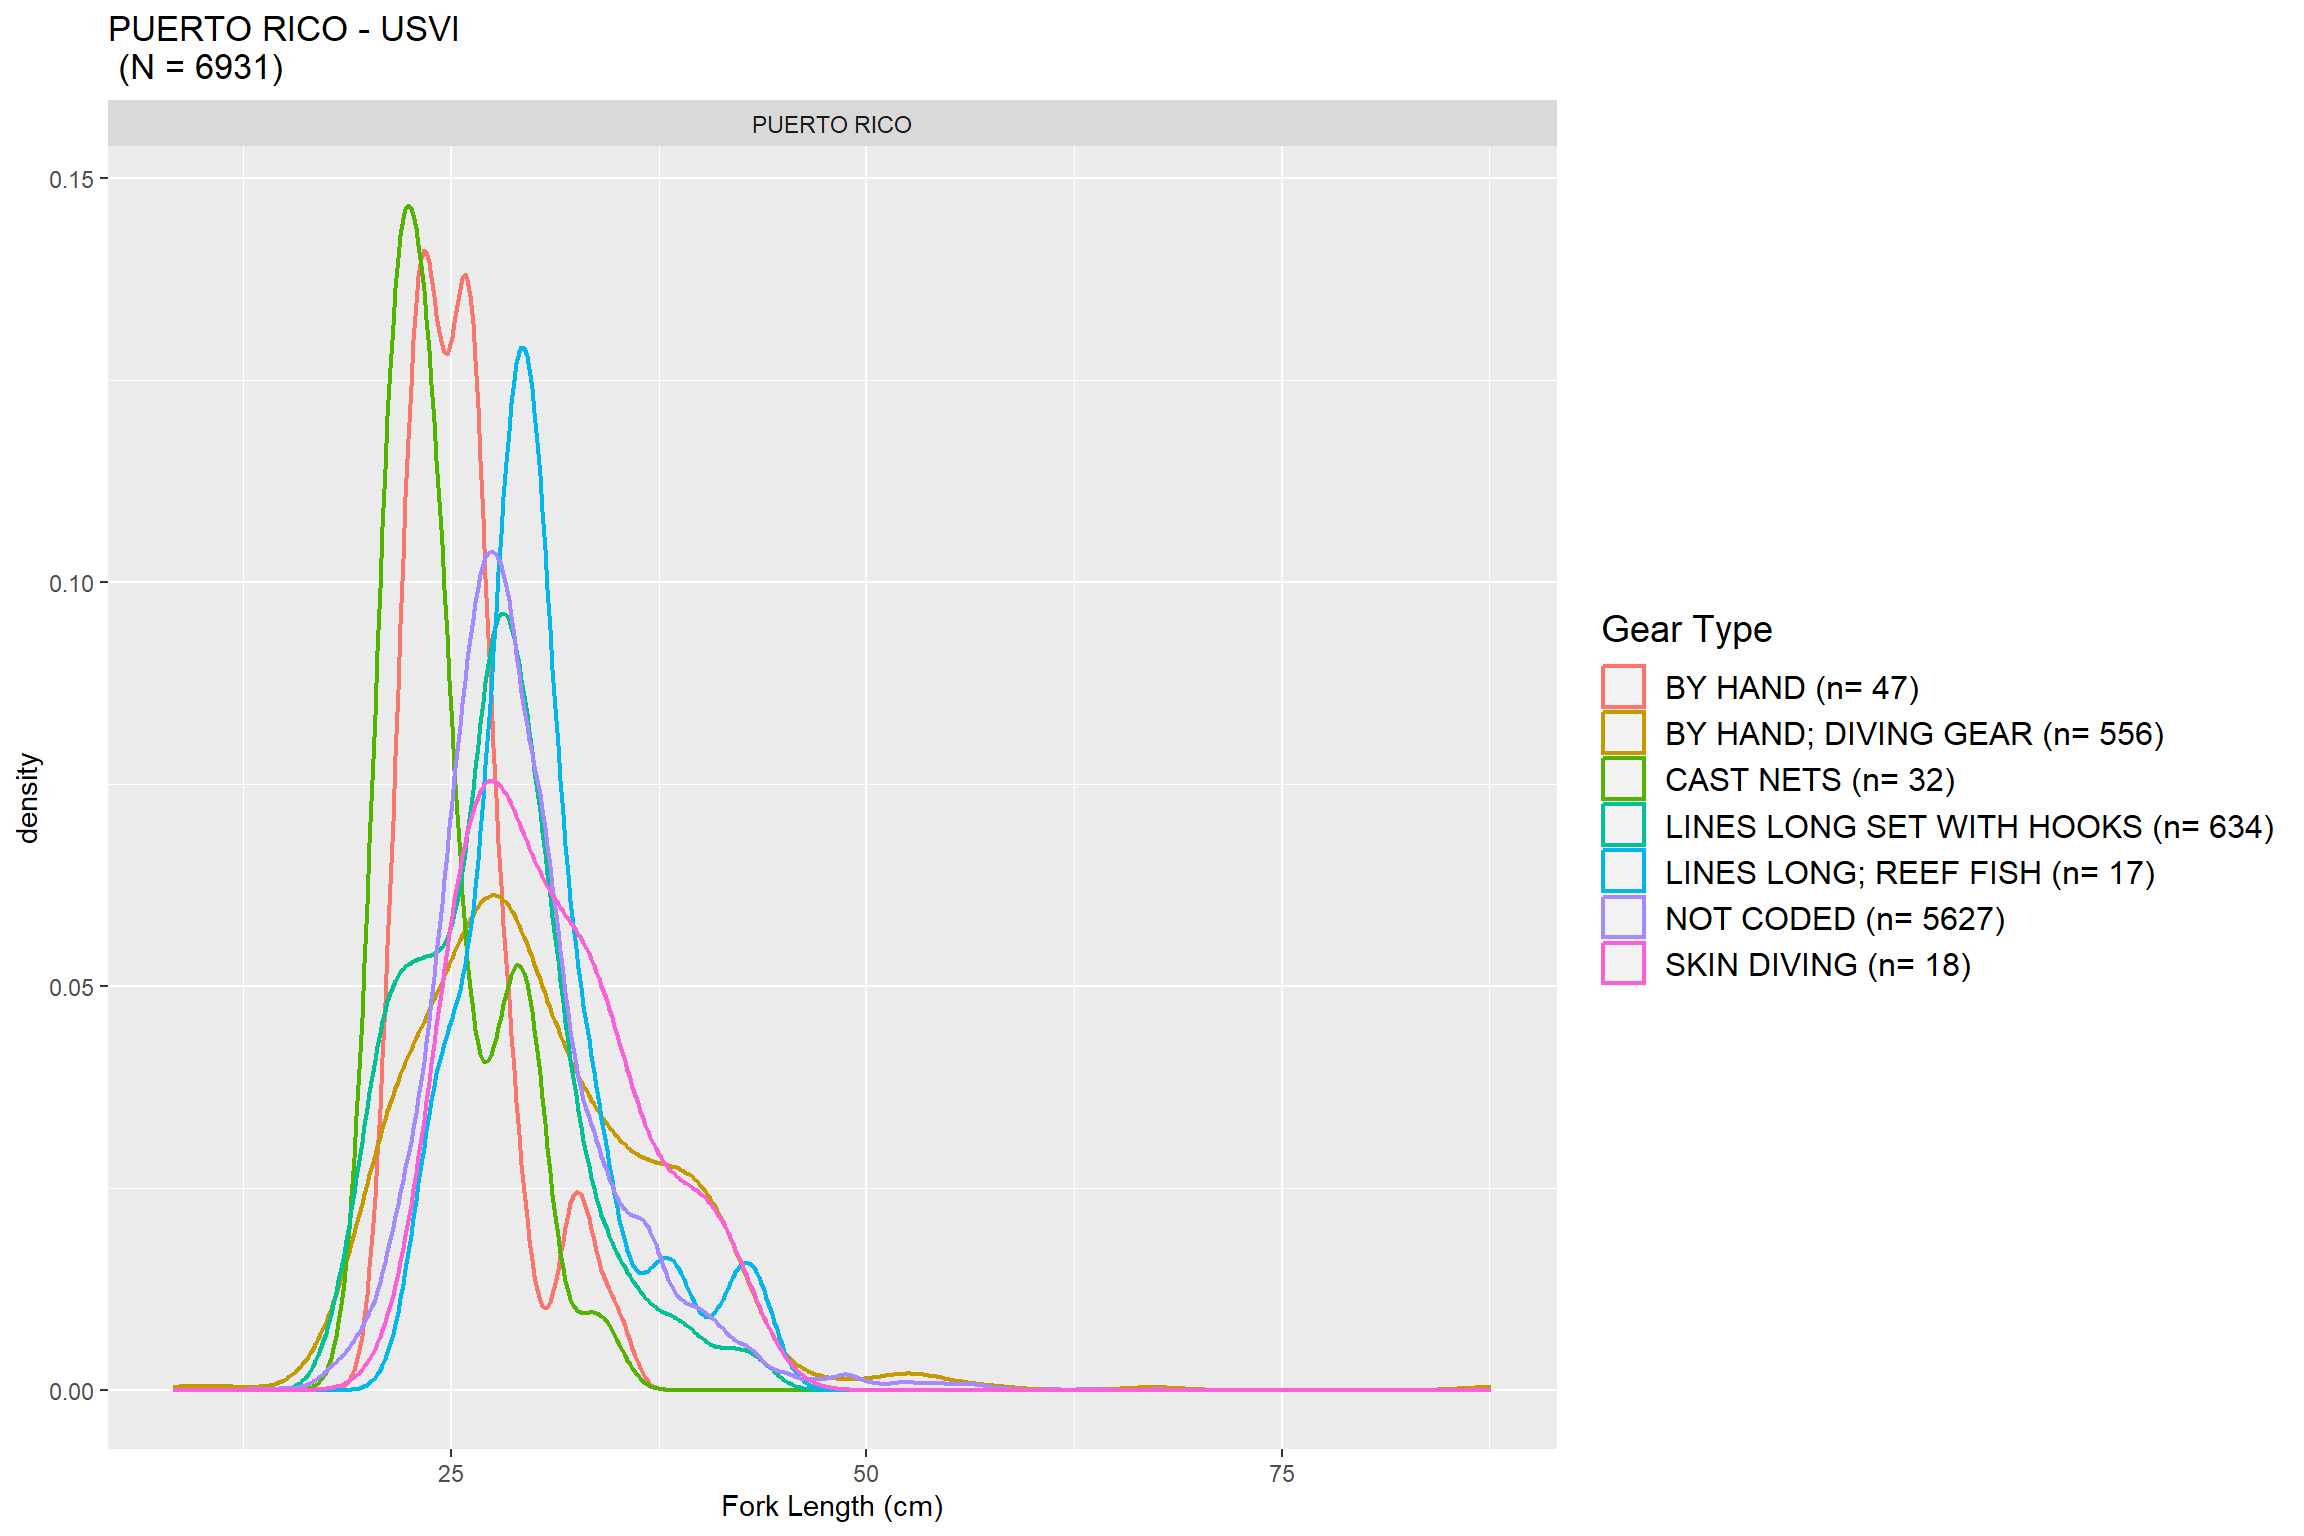 PUERTO RICO - USVI
(N = 6931)
PUERTO RICO
0.15
0.10
0.05
0.00
density
25
50
75
Fork Length (cm)
Gear Type
BY HAND (n= 47)
BY HAND; DIVING GEAR (n= 556)
CAST NETS (n= 32)
LINES LONG SET WITH HOOKS (n= 634)
LINES LONG; REEF FISH (n= 17)
NOT CODED (n= 5627)
SKIN DIVING (n= 18)